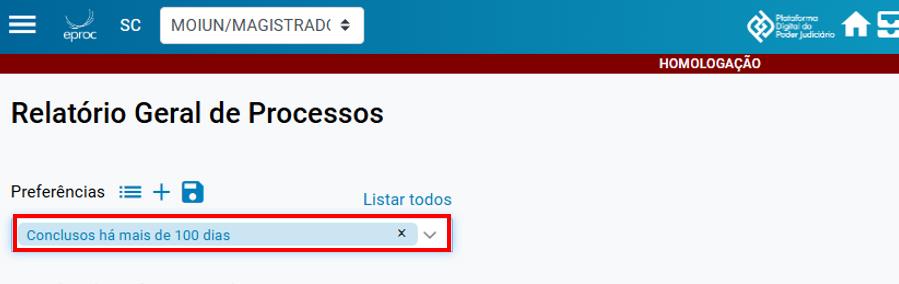 eproc SC MOIUN/MAGISTRADO Plataforma Digital do Poder Judiciário
HOMOLOGAÇÃO
Relatório Geral de Processos
Preferências Listar todos
Conclusos há mais de 100 dias ×